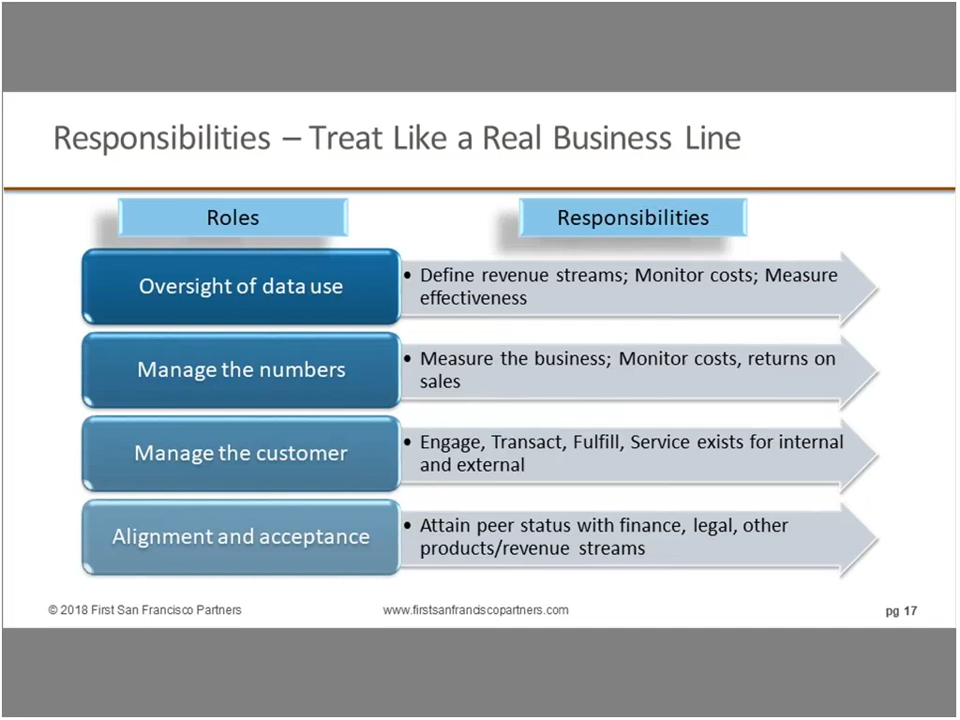 Responsibilities – Treat Like a Real Business Line
Roles
Responsibilities
Oversight of data use
• Define revenue streams; Monitor costs; Measure
effectiveness
Manage the numbers
• Measure the business; Monitor costs, returns on
sales
Manage the customer
• Engage, Transact, Fulfill, Service exists for internal
and external
Alignment and acceptance
• Attain peer status with finance, legal, other
products/revenue streams
© 2018 First San Francisco Partners
www.firstsanfranciscopartners.com
pg 17